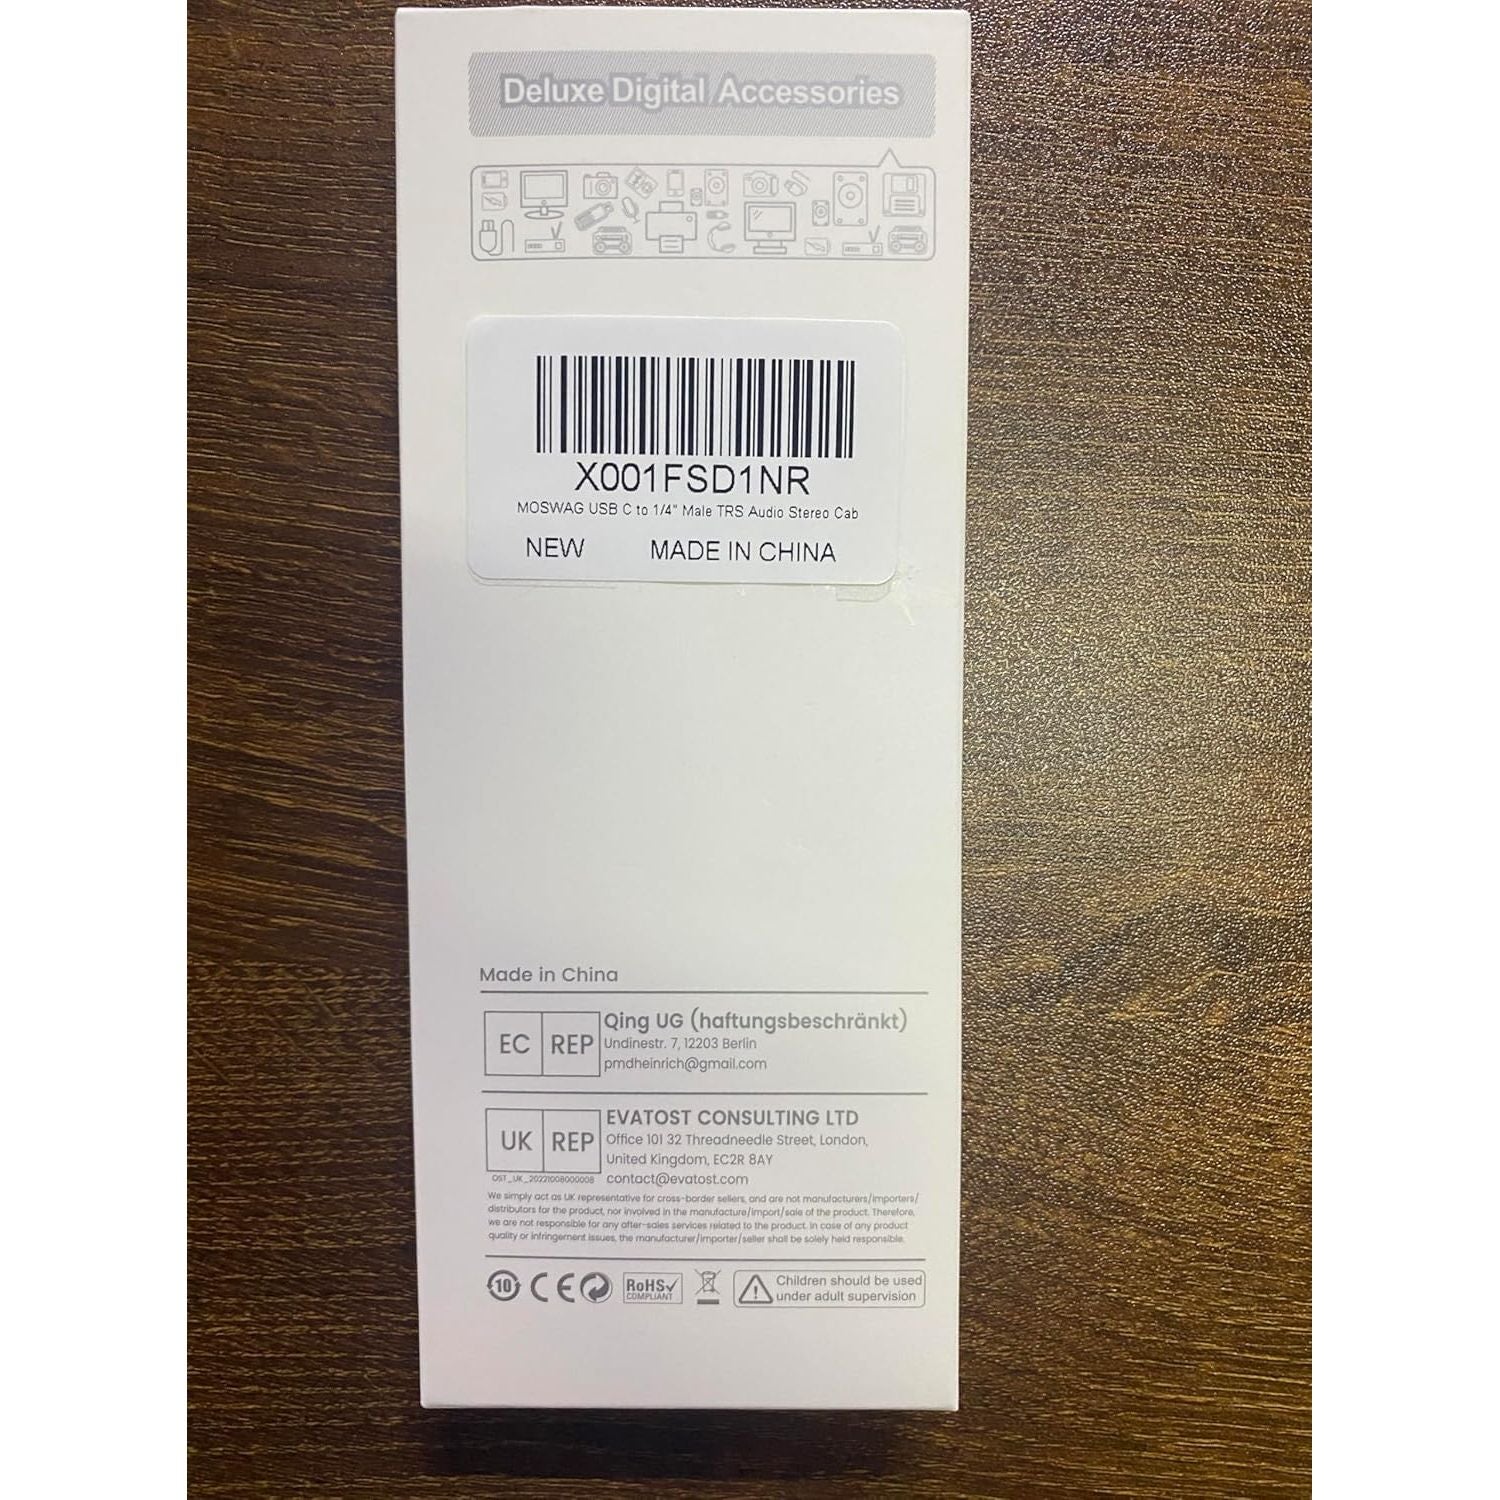 Deluxe Digital Accessories
X001FSD1NR
MOSWAG USB C to 1/4" Male TRS Audio Stereo Cab
NEW MADE IN CHINA
Made in China
EC REP
Qing UG (haftungsbeschränkt)
Undinestr. 7, 12203 Berlin
pmdheinrich@gmail.com
UK REP
OST_UK_20221008000008
EVATOST CONSULTING LTD
Office 101 32 Threadneedle Street, London,
United Kingdom, EC2R 8AY
contact@evatost.com
We simply act as UK representative for cross-border sellers, and are not manufacturers/importers/
distributors for the product, nor involved in the manufacture/import/sale of the product. Therefore,
we are not responsible for any after-sales services related to the product. In case of any product
quality or infringement issues, the manufacturer/importer/seller shall be solely held responsible.
10 CE RoHS
COMPLIANT
Children should be used
under adult supervision